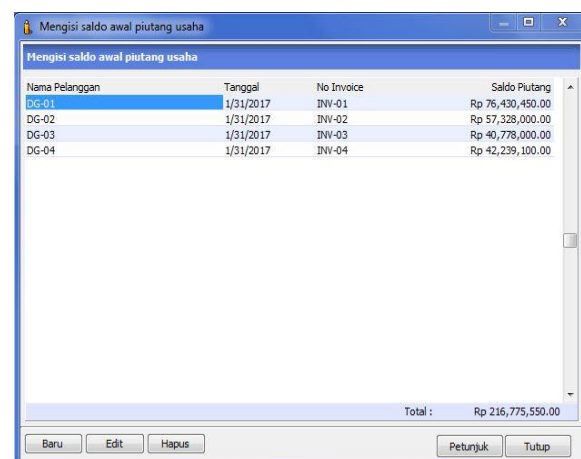 Mengisi saldo awal piutang usaha
Mengisi saldo awal piutang usaha
Nama Pelanggan Tanggal No Invoice Saldo Piutang
DG-01 1/31/2017 INV-01 Rp 76,430,450.00
DG-02 1/31/2017 INV-02 Rp 57,328,000.00
DG-03 1/31/2017 INV-03 Rp 40,778,000.00
DG-04 1/31/2017 INV-04 Rp 42,239,100.00
Total : Rp 216,775,550.00
Baru Edit Hapus Petunjuk Tutup